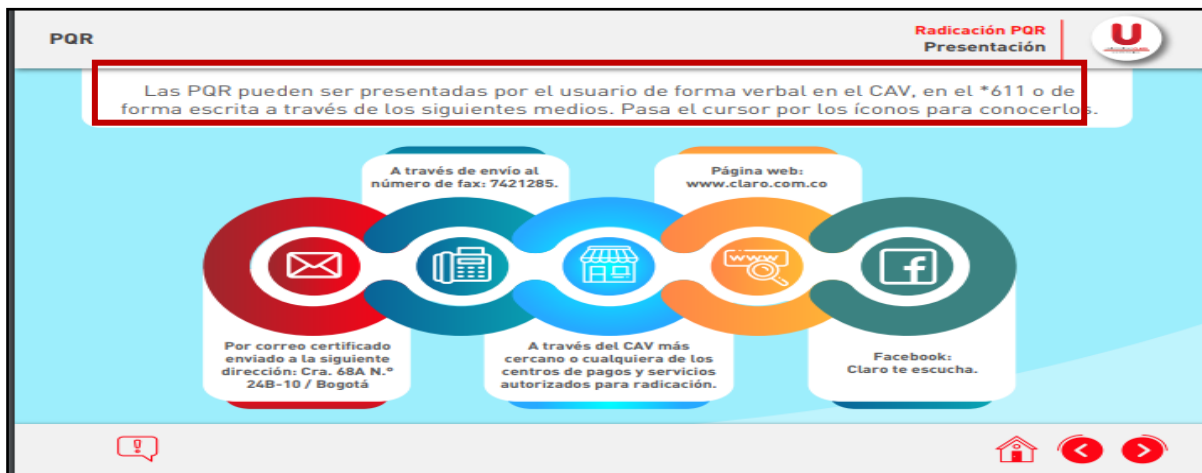 PQR
Radicación PQR
Presentación
U
Las PQR pueden ser presentadas por el usuario de forma verbal en el CAV, en el *611 o de
forma escrita a través de los siguientes medios. Pasa el cursor por los íconos para conocerlos.
A través de envío al
número de fax: 7421285.
Página web:
www.claro.com.co
www
f
Por correo certificado
enviado a la siguiente
dirección: Cra. 68A N.°
24B-10 / Bogotá
A través del CAV más
cercano o cualquiera de los
centros de pagos y servicios
autorizados para radicación.
Facebook:
Claro te escucha.